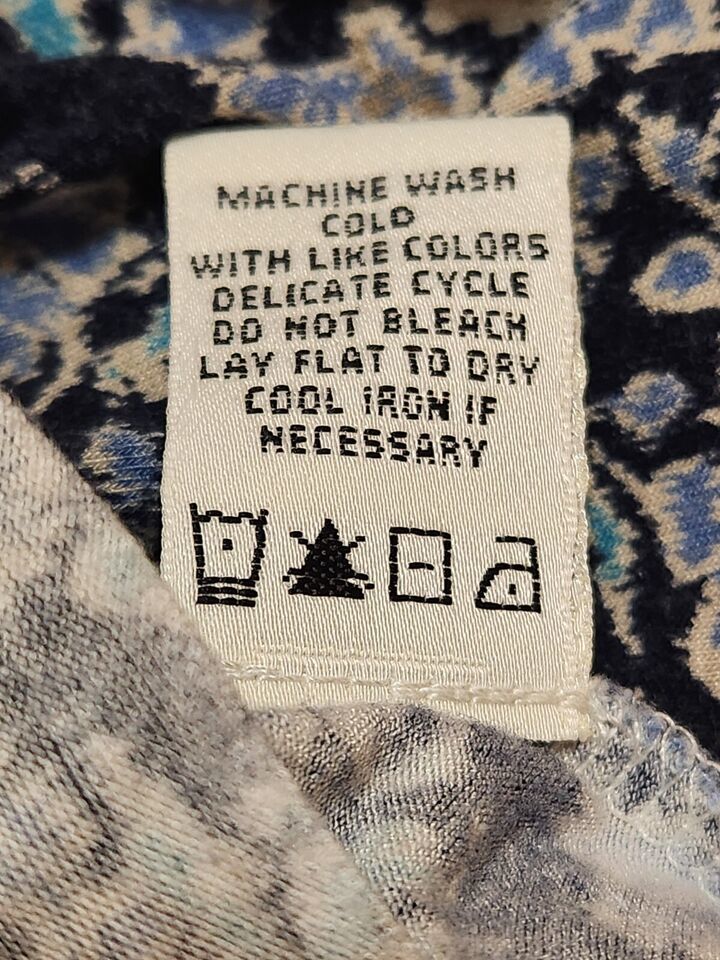 MACHINE WASH
COLD
WITH LIKE COLORS
DELICATE CYCLE
DO NOT BLEACH
LAY FLAT TO DRY
COOL IRON IF
NECESSARY